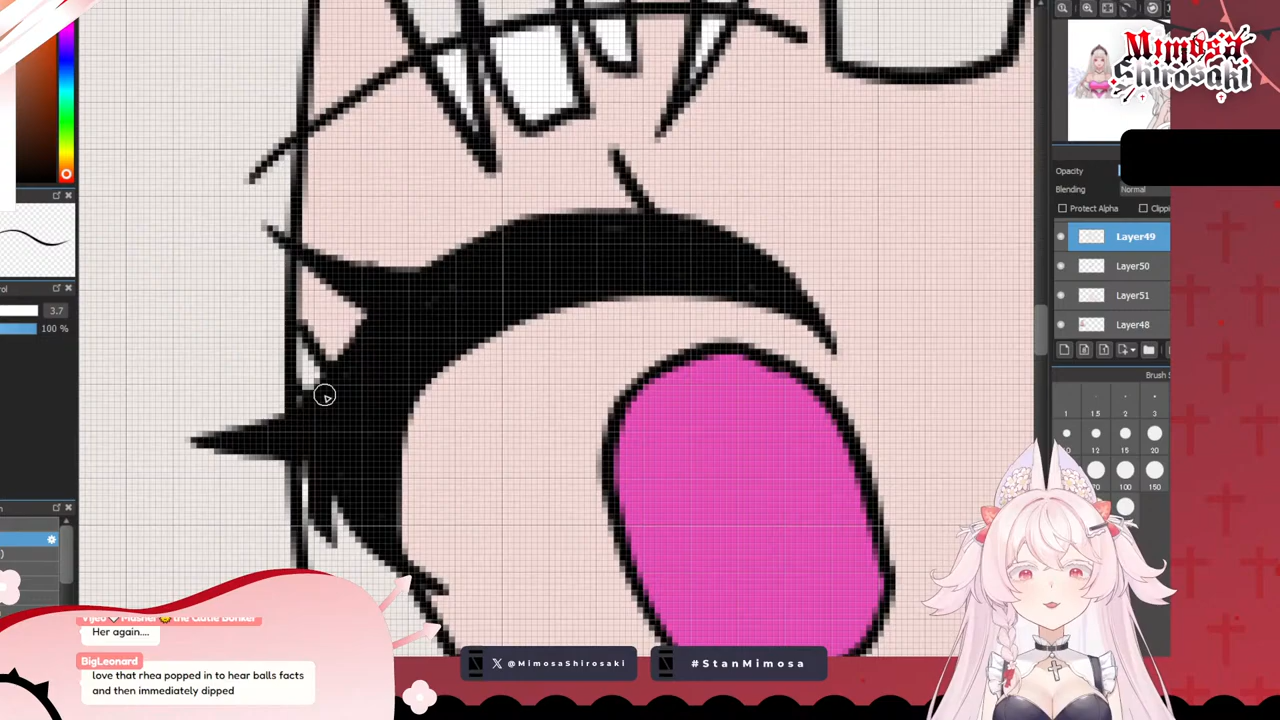 Mimosa
Shirosaki
Opacity
Blending
Normal
Protect Alpha
Layer49
Layer50
Layer51
Layer48
3.7
100 %
1
1.5
2
3
12
15
20
70
100
150
Her again....
BigLeonard
love that rhea popped in to hear balls facts
and then immediately dipped
@MimosaShirosaki
#StanMimosa